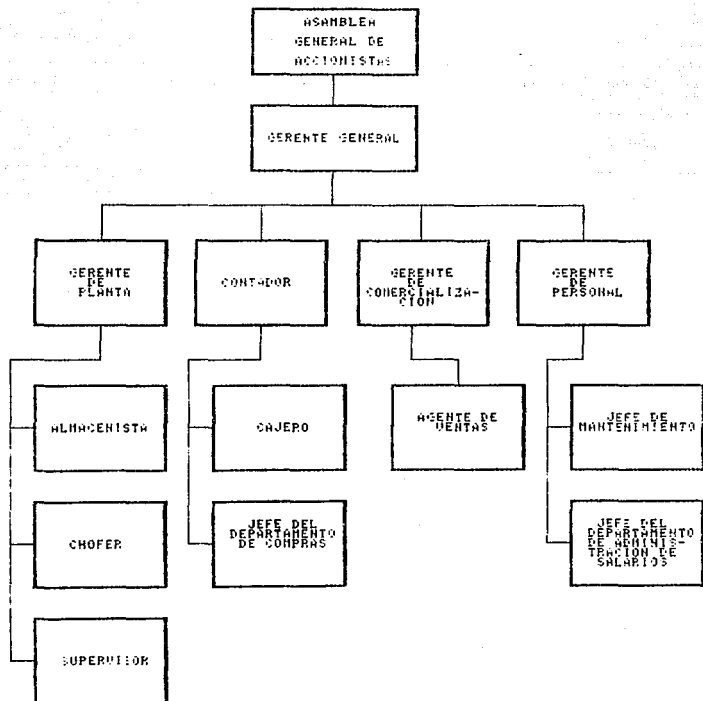 ASAMBLEA
GENERAL DE
ACCIONISTAS
GERENTE GENERAL
GERENTE
DE
PLANTA
CONTADOR
GERENTE
DE
COMERCIALIZA-
CION
GERENTE
DE
PERSONAL
ALMACENISTA
CAJERO
AGENTE DE
VENTAS
JEFE DE
MANTENIMIENTO
CHOFER
JEFE DEL
DEPARTAMENTO
DE COMPRAS
JEFE DEL
DEPARTAMENTO
DE ADMINIS-
TRACION DE
SALARIOS
SUPERVISOR